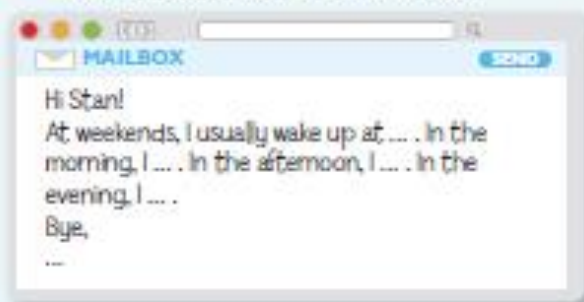 MAILBOX
SEND
Hi Stan!
At weekends, I usually wake up at .... . In the
morning, I .... . In the afternoon, I .... . In the
evening, I .... .
Bye,
...